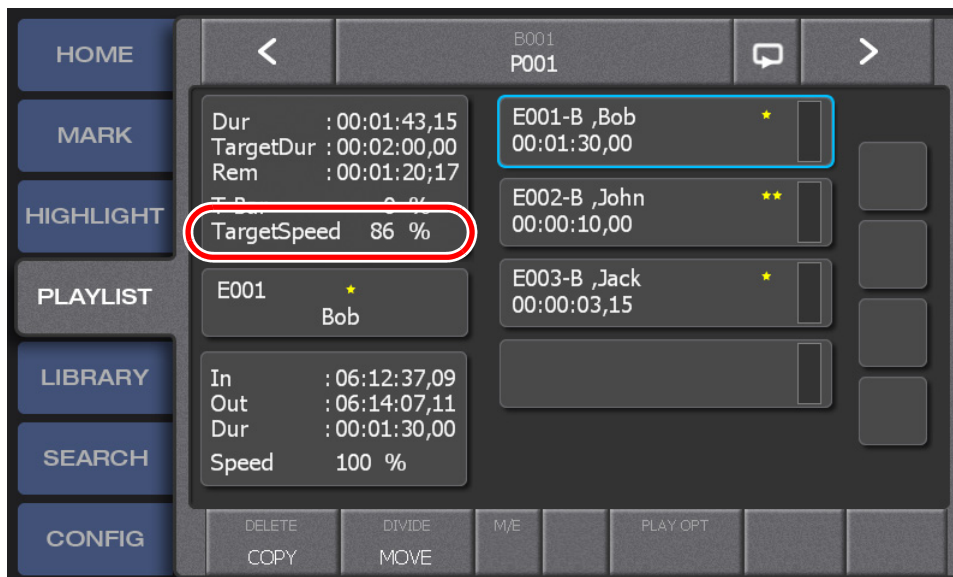 HOME
MARK
HIGHLIGHT
PLAYLIST
LIBRARY
SEARCH
CONFIG
B001
P001
Dur :00:01:43,15
TargetDur :00:02:00,00
Rem :00:01:20;17
TargetSpeed 86 %
E001
Bob
In :06:12:37,09
Out :06:14:07,11
Dur :00:01:30,00
Speed 100 %
E001-B ,Bob
00:01:30,00
E002-B ,John
00:00:10,00
E003-B ,Jack
00:00:03,15
DELETE
COPY
DIVIDE
MOVE
M/E
PLAY OPT